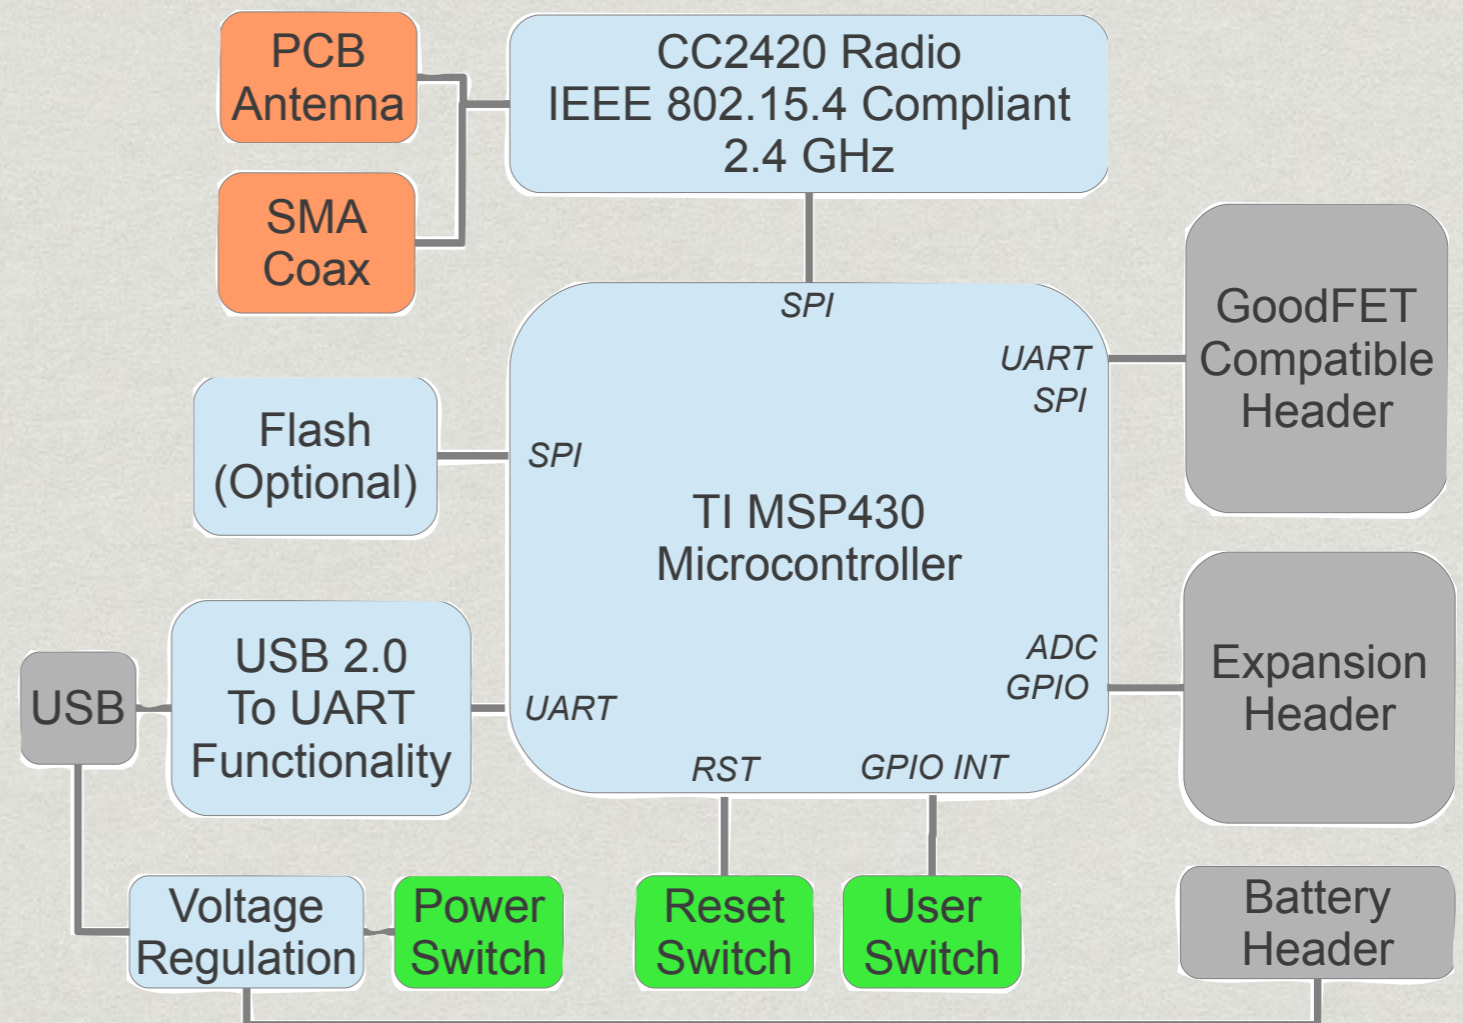 PCB
Antenna
CC2420 Radio
IEEE 802.15.4 Compliant
2.4 GHz
SMA
Coax
SPI
UART
SPI
GoodFET
Compatible
Header
Flash
(Optional)
SPI
TI MSP430
Microcontroller
USB
USB 2.0
To UART
Functionality
UART
ADC
GPIO
Expansion
Header
RST
GPIO INT
Voltage
Regulation
Power
Switch
Reset
Switch
User
Switch
Battery
Header